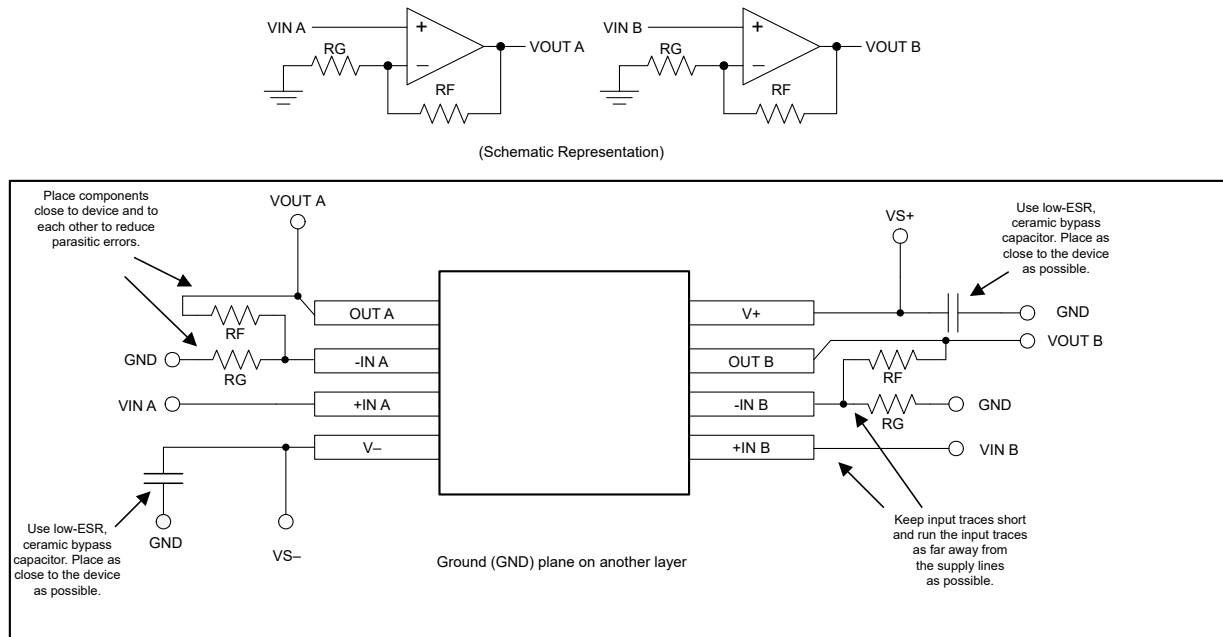 VIN A
+
VOUT A
RG
−
RF
VIN B
+
VOUT B
RG
−
RF
(Schematic Representation)
Place components
close to device and to
each other to reduce
parasitic errors.
VOUT A
OUT A
RF
GND
RG
-IN A
VIN A
+IN A
V–
GND
VS–
Use low-ESR,
ceramic bypass
capacitor. Place as
close to the device
as possible.
VS+
Use low-ESR,
ceramic bypass
capacitor. Place as
close to the device
as possible.
V+
GND
OUT B
VOUT B
RF
-IN B
RG
GND
+IN B
VIN B
Keep input traces short
and run the input traces
as far away from
the supply lines
as possible.
Ground (GND) plane on another layer